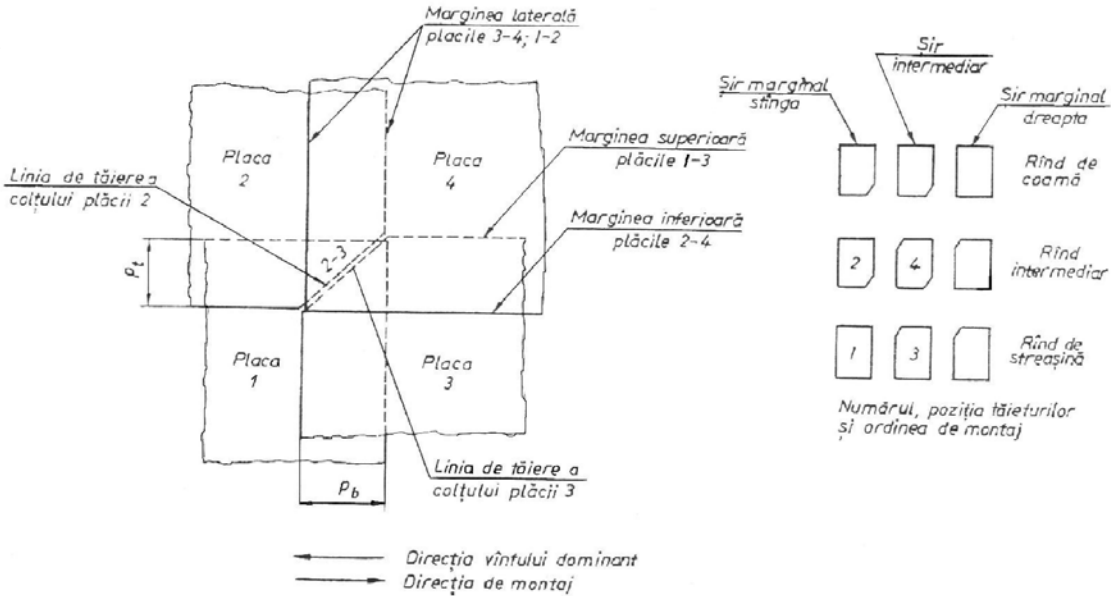 Marginea laterală
plăcile 3-4; 1-2
Placa
2
Placa
4
Linia de tăiere a
colțului plăcii 2
Marginea superioară
plăcile 1-3
Marginea inferioară
plăcile 2-4
2-3
Pt
Placa
1
Placa
3
Linia de tăiere a
colțului plăcii 3
Pb
Direcția vîntului dominant
Direcția de montaj
Șir
intermediar
Șir marginal
stînga
Șir marginal
dreapta
Rînd de
coamă
2
4
Rînd
intermediar
1
3
Rînd de
streașină
Numărul, poziția tăieturilor
și ordinea de montaj